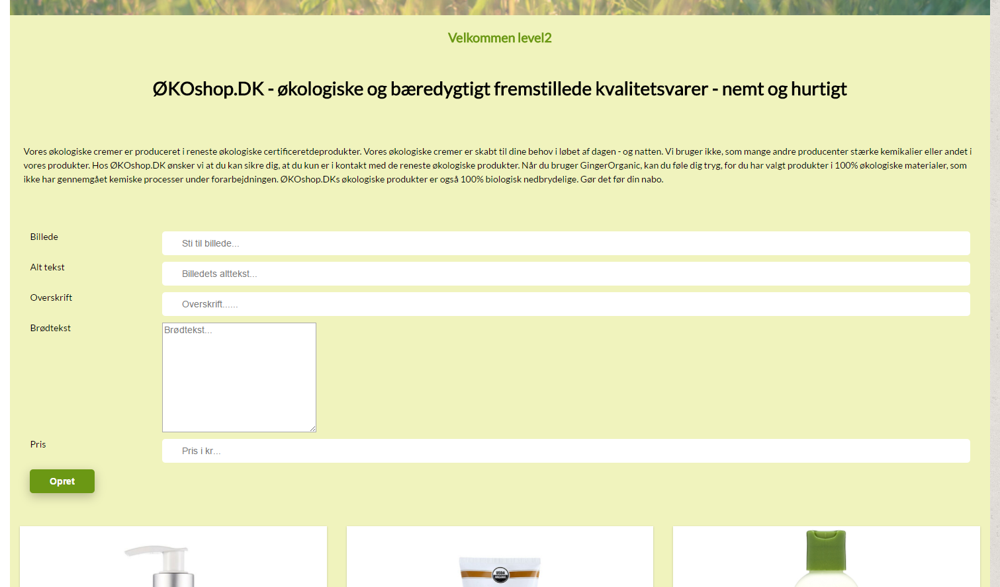 Velkommen level2
ØKOshop.DK - økologiske og bæredygtigt fremstillede kvalitetsvarer - nemt og hurtigt
Vores økologiske cremer er produceret i reneste økologiske certificeretdeprodukter. Vores økologiske cremer er skabt til dine behov i løbet af dagen - og natten. Vi bruger ikke, som mange andre producenter stærke kemikalier eller andet i
vores produkter. Hos ØKOshop.DK ønsker vi at du kan sikre dig, at du kun er i kontakt med de reneste økologiske produkter. Når du bruger GingerOrganic, kan du føle dig tryg, for du har valgt produkter i 100% økologiske materialer, som
ikke har gennemgået kemiske processer under forarbejdningen. ØKOshop.DKs økologiske produkter er også 100% biologisk nedbrydelige. Gør det før din nabo.
Billede
Sti til billede...
Alt tekst
Billedets alttekst...
Overskrift
Overskrift......
Brødtekst
Brødtekst...
Pris
Pris i kr...
Opret
USDA
ORGANIC